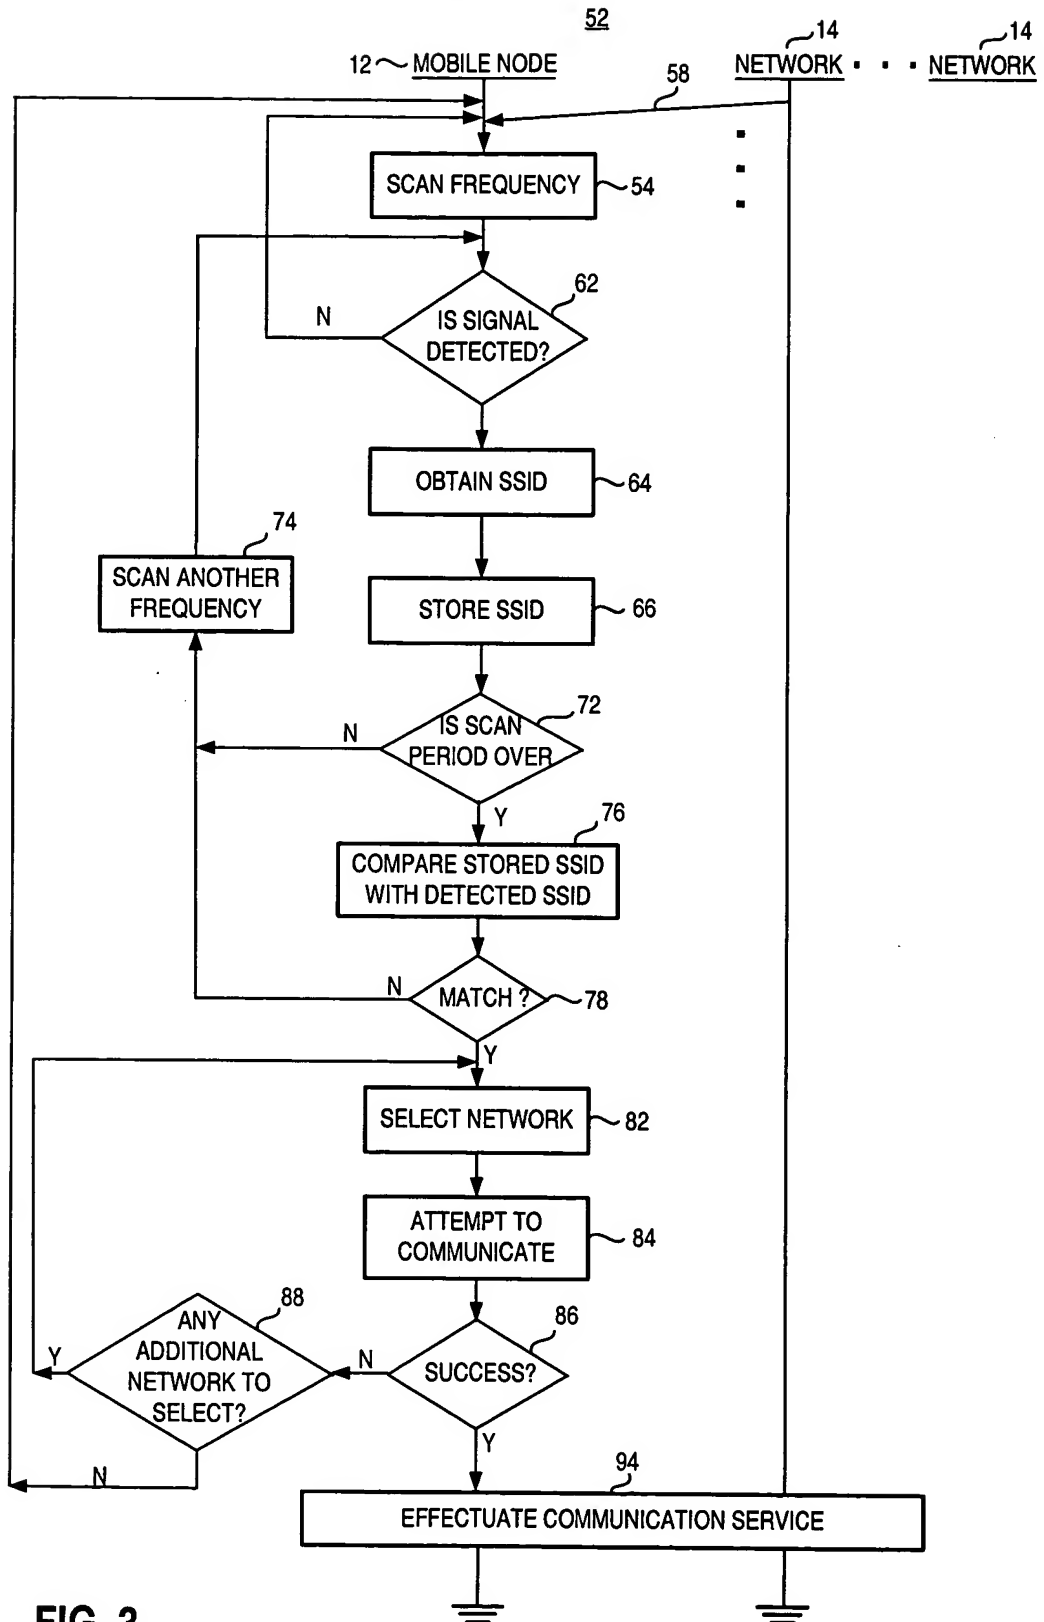 52
14
14
12 MOBILE NODE
NETWORK . . . NETWORK
58
SCAN FREQUENCY
54
62
N
IS SIGNAL
DETECTED?
OBTAIN SSID
64
74
SCAN ANOTHER
FREQUENCY
STORE SSID
66
72
N
IS SCAN
PERIOD OVER
Y
76
COMPARE STORED SSID
WITH DETECTED SSID
N
MATCH ?
78
Y
SELECT NETWORK
82
ATTEMPT TO
COMMUNICATE
84
88
86
ANY
ADDITIONAL
NETWORK TO
SELECT?
Y
N
SUCCESS?
Y
N
94
EFFECTUATE COMMUNICATION SERVICE